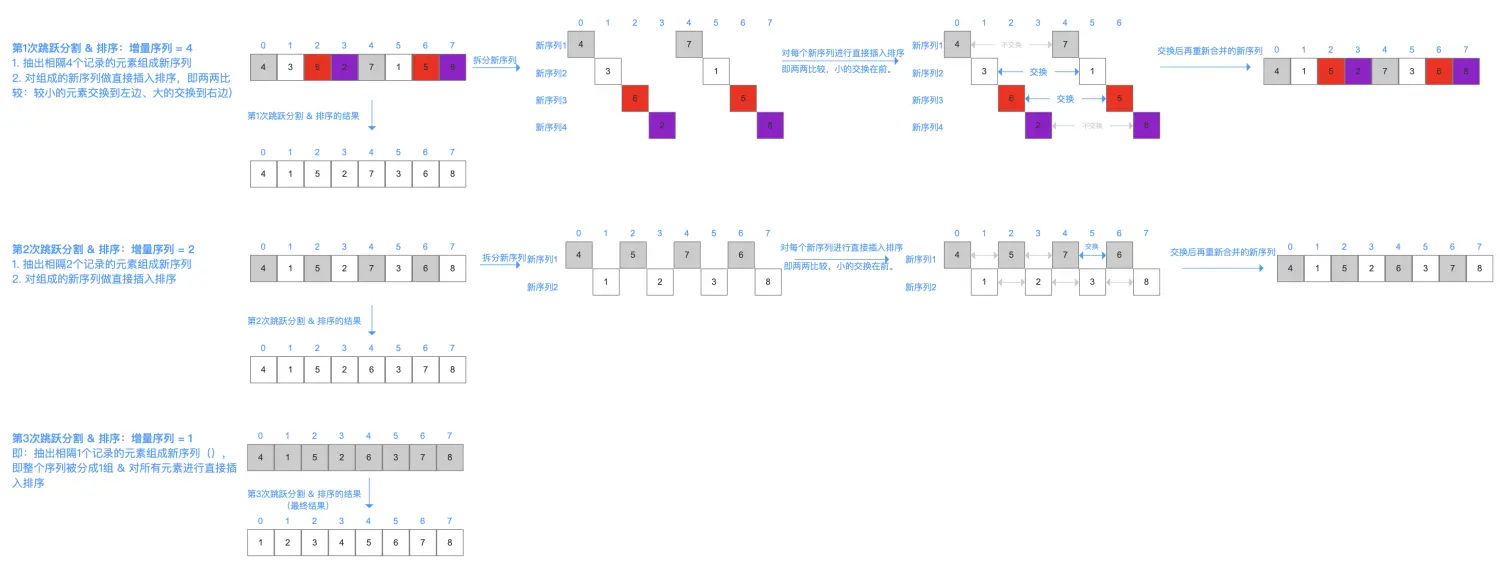 第1次跳跃分割 & 排序：增量序列 = 4
1. 抽出相隔4个记录的元素组成新序列
2. 对组成的新序列做直接插入排序，即两两比
较：较小的元素交换到左边、大的交换到右边）
0 1 2 3 4 5 6 7
4 3 6 2 7 1 5 8
拆分新序列
第1次跳跃分割 & 排序的结果
0 1 2 3 4 5 6 7
4 1 5 2 7 3 6 8
0 1 2 3 4 5 6 7
新序列1 4 7
新序列2 3 1
新序列3 6 5
新序列4 2 8
对每个新序列进行直接插入排序
即两两比较，小的交换在前。
0 1 2 3 4 5 6
新序列1 4 不交换 7
新序列2 3 交换 1
新序列3 6 交换 5
新序列4 2 不交换 8
交换后再重新合并的新序列
0 1 2 3 4 5 6 7
4 1 5 2 7 3 6 8
第2次跳跃分割 & 排序：增量序列 = 2
1. 抽出相隔2个记录的元素组成新序列
2. 对组成的新序列做直接插入排序
0 1 2 3 4 5 6 7
4 1 5 2 7 3 6 8
拆分新序列
第2次跳跃分割 & 排序的结果
0 1 2 3 4 5 6 7
4 1 5 2 6 3 7 8
0 1 2 3 4 5 6 7
新序列1 4 5 7 6
新序列2 1 2 3 8
对每个新序列进行直接插入排序
即两两比较，小的交换在前。
0 1 2 3 4 5 6 7
新序列1 4 5 7 交换 6
新序列2 1 2 3 8
交换后再重新合并的新序列
0 1 2 3 4 5 6 7
4 1 5 2 6 3 7 8
第3次跳跃分割 & 排序：增量序列 = 1
即：抽出相隔1个记录的元素组成新序列（），
即整个序列被分成1组 & 对所有元素进行直接插
入排序
0 1 2 3 4 5 6 7
4 1 5 2 6 3 7 8
第3次跳跃分割 & 排序的结果
（最终结果）
0 1 2 3 4 5 6 7
1 2 3 4 5 6 7 8